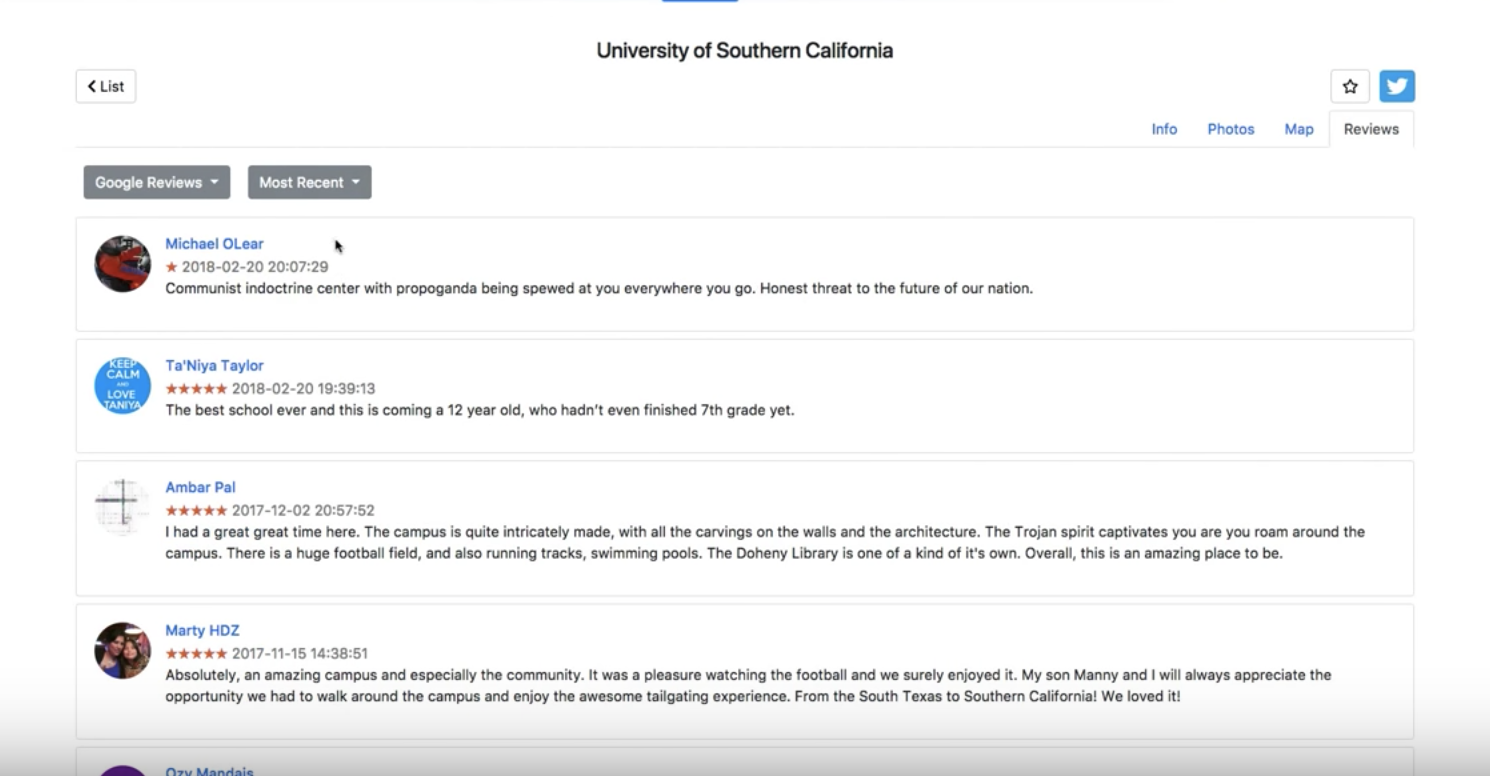 University of Southern California
List
Info Photos Map Reviews
Google Reviews Most Recent
Michael OLear
2018-02-20 20:07:29
Communist indoctrine center with propoganda being spewed at you everywhere you go. Honest threat to the future of our nation.
KEEP
CALM
AND
LOVE
TANIYA
Ta'Niya Taylor
2018-02-20 19:39:13
The best school ever and this is coming a 12 year old, who hadn't even finished 7th grade yet.
Ambar Pal
2017-12-02 20:57:52
I had a great great time here. The campus is quite intricately made, with all the carvings on the walls and the architecture. The Trojan spirit captivates you are you roam around the
campus. There is a huge football field, and also running tracks, swimming pools. The Doheny Library is one of a kind of it's own. Overall, this is an amazing place to be.
Marty HDZ
2017-11-15 14:38:51
Absolutely, an amazing campus and especially the community. It was a pleasure watching the football and we surely enjoyed it. My son Manny and I will always appreciate the
opportunity we had to walk around the campus and enjoy the awesome tailgating experience. From the South Texas to Southern California! We loved it!
Ozy Mandais